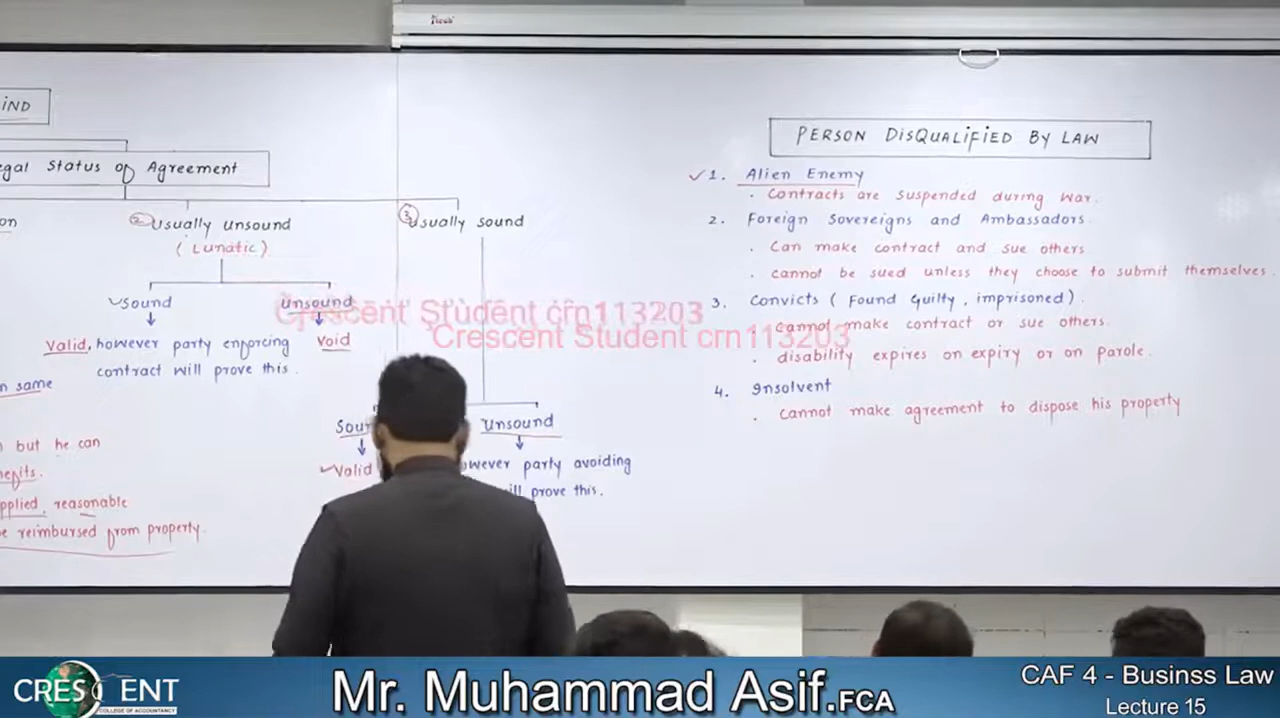 IND
PERSON DISQUALIFIED BY LAW
egal Status of Agreement
1. Alien Enemy
. Contracts are suspended during war.
on
2 Usually unsound
3 Usually sound
(Lunatic)
2. Foreign Sovereigns and Ambassadors.
. Can make contract and sue others
. cannot be sued unless they choose to submit themselves.
Sound
unsound
3. Convicts (Found Guilty, imprisoned).
Crescent Student crn113203
Crescent Student crn113203
. cannot make contract or sue others.
Valid, however party enforcing
Void
contract will prove this.
. disability expires on expiry or on parole.
n same
4. Insolvent
. cannot make agreement to dispose his property
Soun
Unsound
but he can
Valid
owever party avoiding
nefits.
will prove this.
pplied, reasonable
e reimbursed from property.
CRESCENT
COLLEGE OF ACCOUNTANCY
Mr. Muhammad Asif.FCA
CAF 4 - Businss Law
Lecture 15